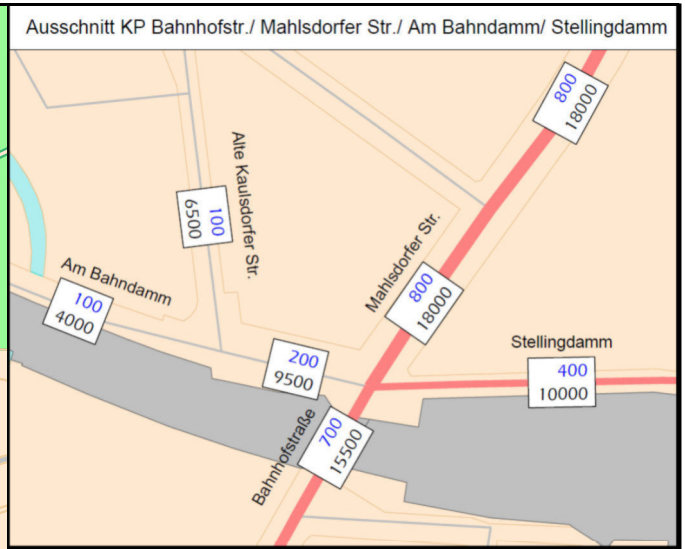 Ausschnitt KP Bahnhofstr./ Mahlsdorfer Str./ Am Bahndamm/ Stellingdamm
800
18000
Alte Kaulsdorfer Str.
100
6500
Mahlsdorfer Str.
800
18000
Am Bahndamm
100
4000
Stellingdamm
400
10000
200
9500
Bahnhofstraße
700
15500